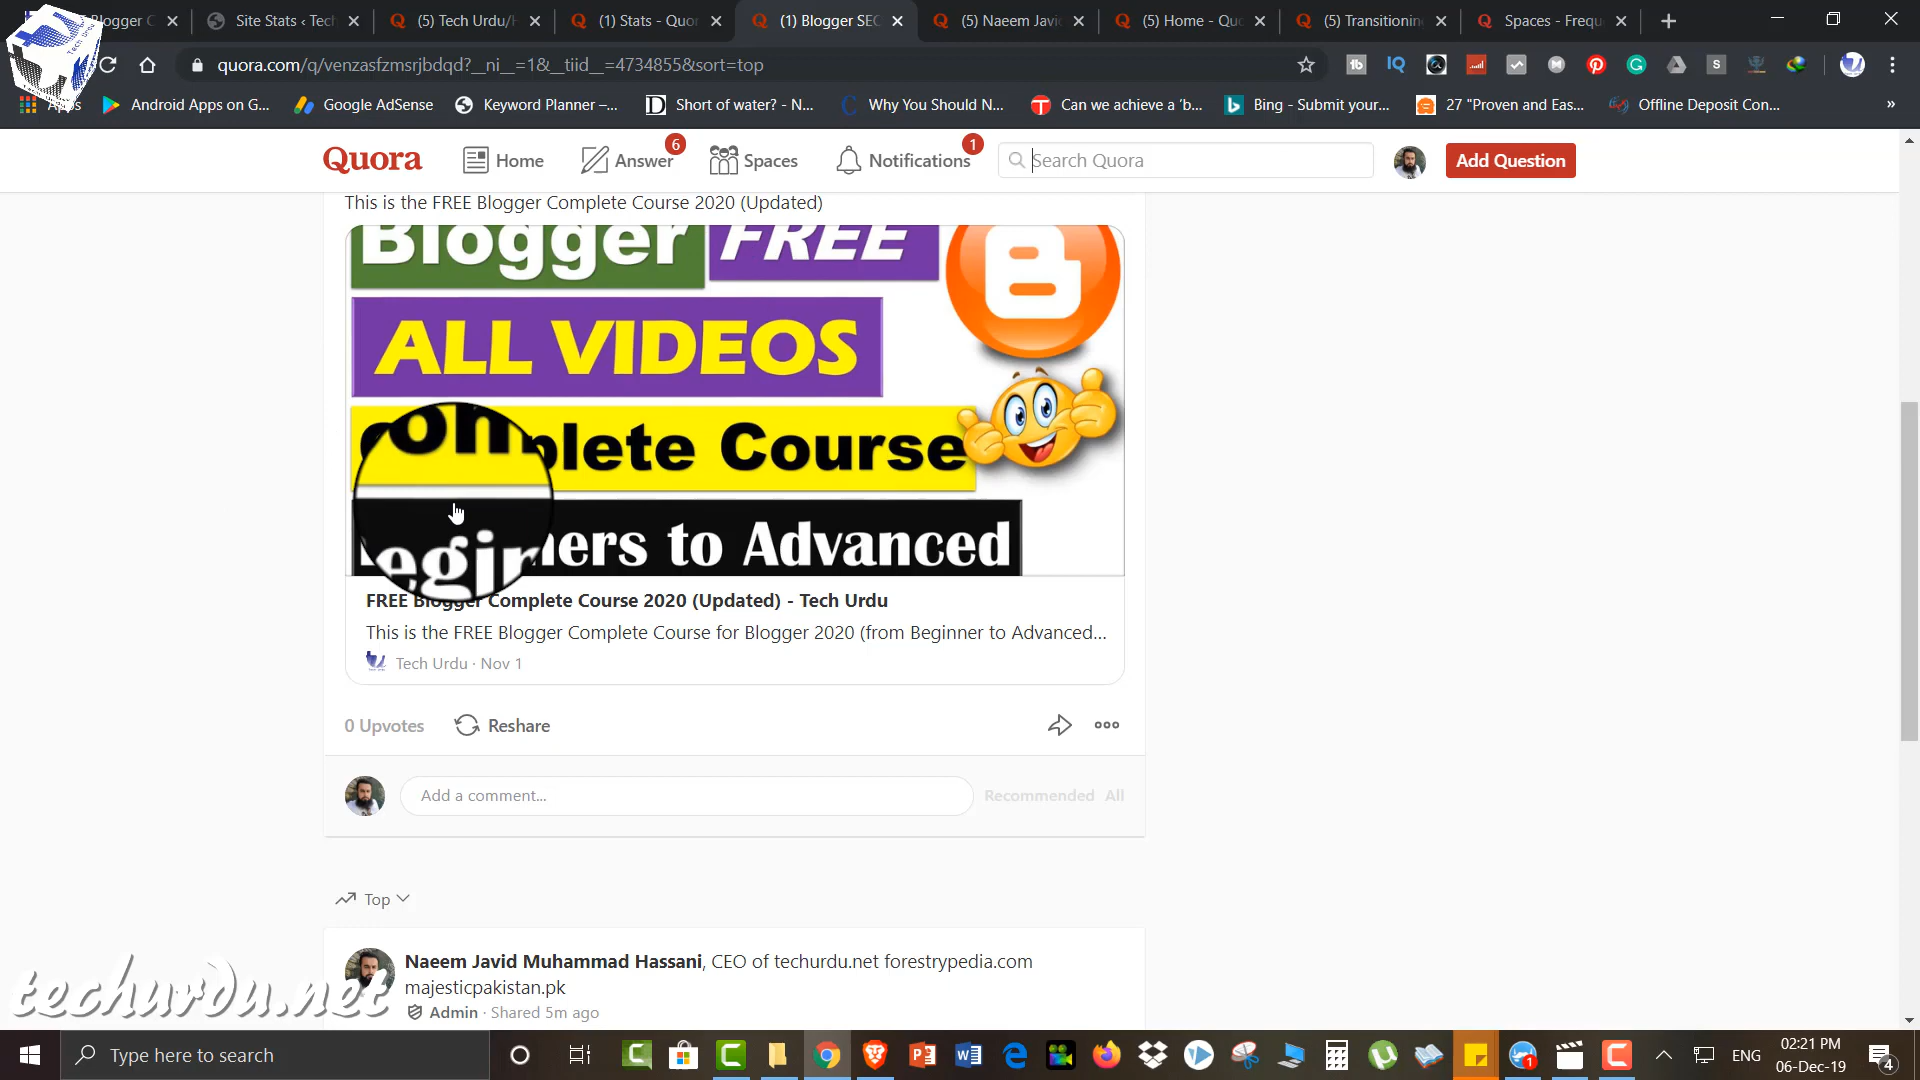 Blogger C
Site Stats ‹ Tech
(5) Tech Urdu/H
(1) Stats - Quor
(1) Blogger SEO
(5) Naeem Javi
(5) Home - Quo
(5) Transitionin
Spaces - Frequ
quora.com/q/venzasfzmsrjbdqd?__ni__=1&__tiid__=4734855&sort=top
Apps
Android Apps on G...
Google AdSense
Keyword Planner –...
Short of water? - N...
Why You Should N...
Can we achieve a ‘b...
Bing - Submit your...
27 "Proven and Eas...
Offline Deposit Con...
»
Quora
Home
Answer
6
Spaces
Notifications
1
Search Quora
Add Question
This is the FREE Blogger Complete Course 2020 (Updated)
Blogger FREE
ALL VIDEOS
Complete Course
Beginners to Advanced
FREE Blogger Complete Course 2020 (Updated) - Tech Urdu
This is the FREE Blogger Complete Course for Blogger 2020 (from Beginner to Advanced...
Tech Urdu · Nov 1
0 Upvotes
Reshare
Add a comment...
Recommended All
Top
Naeem Javid Muhammad Hassani, CEO of techurdu.net forestrypedia.com
majesticpakistan.pk
Admin · Shared 5m ago
techurdu.net
Type here to search
ENG
02:21 PM
06-Dec-19
4